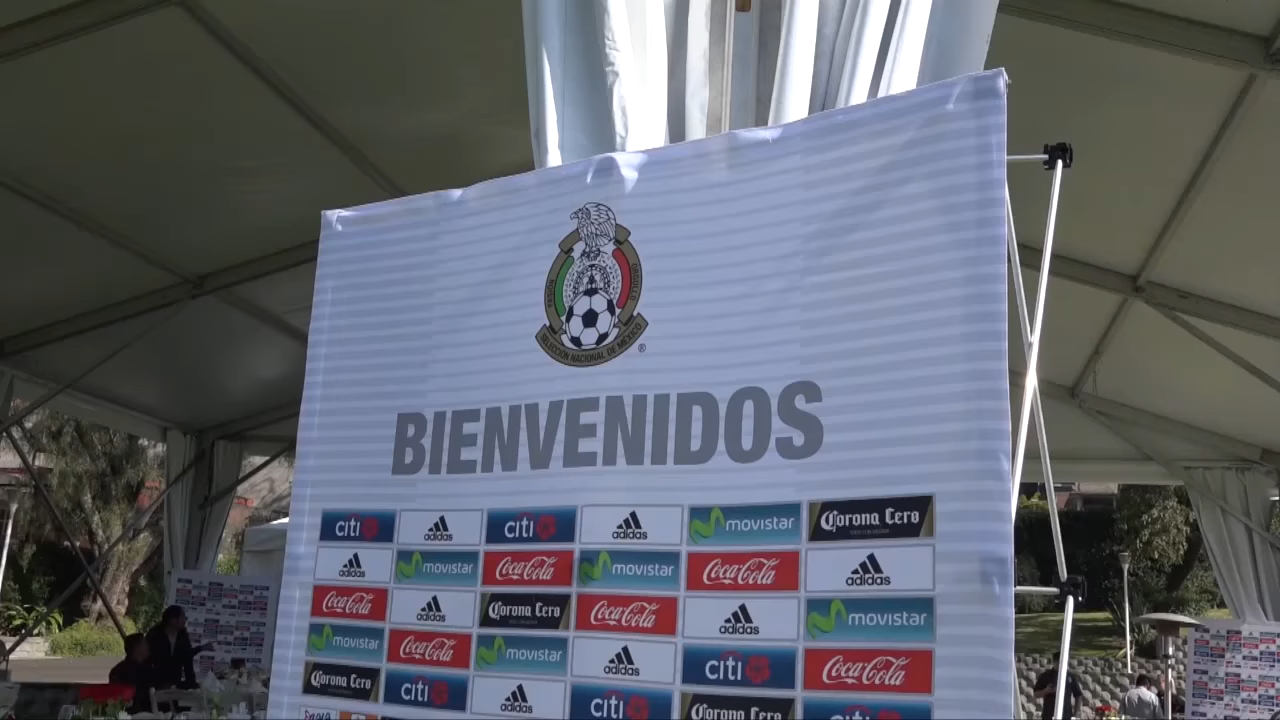 SELECCIÓN NACIONAL DE MÉXICO
®
BIENVENIDOS
citi adidas citi adidas movistar Corona Cero
adidas movistar Coca-Cola movistar Coca-Cola adidas
Coca-Cola adidas Corona Cero Coca-Cola adidas movistar
movistar Coca-Cola movistar adidas citi Coca-Cola
Corona Cero citi adidas citi Corona Cero citi